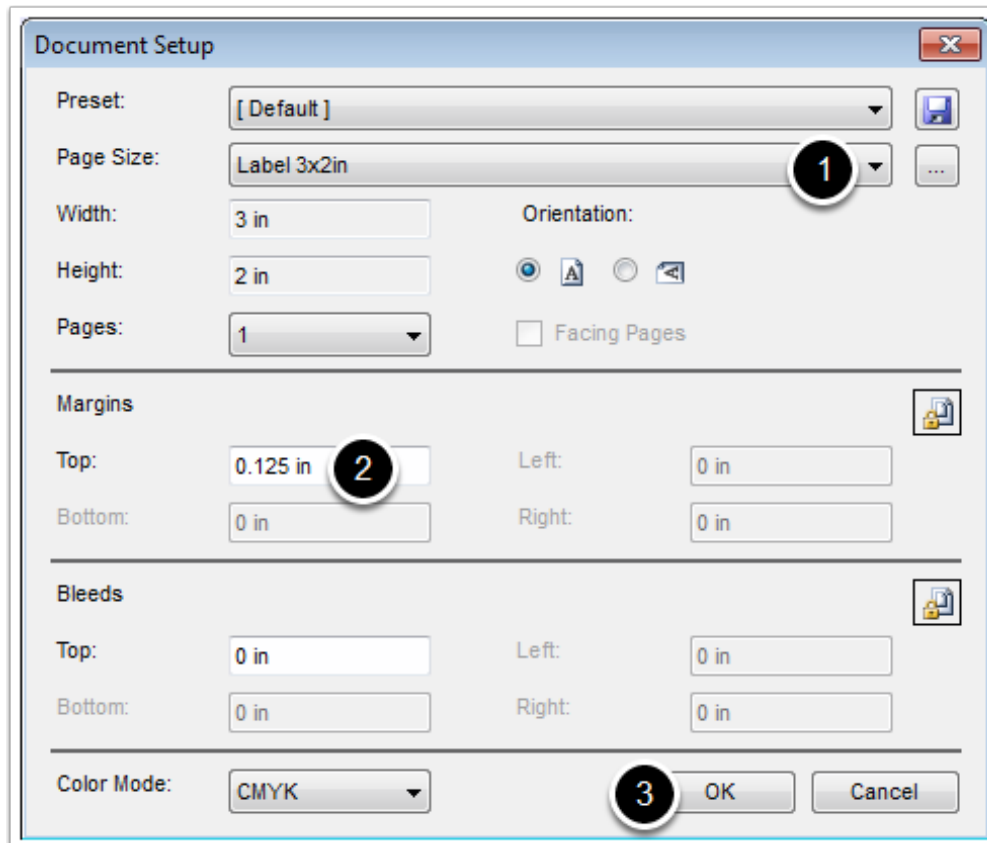 Document Setup
Preset: [ Default ]
Page Size: Label 3x2in 1 ...
Width: 3 in Orientation:
Height: 2 in A A
Pages: 1 Facing Pages
Margins
Top: 0.125 in 2 Left: 0 in
Bottom: 0 in Right: 0 in
Bleeds
Top: 0 in Left: 0 in
Bottom: 0 in Right: 0 in
Color Mode: CMYK 3 OK Cancel